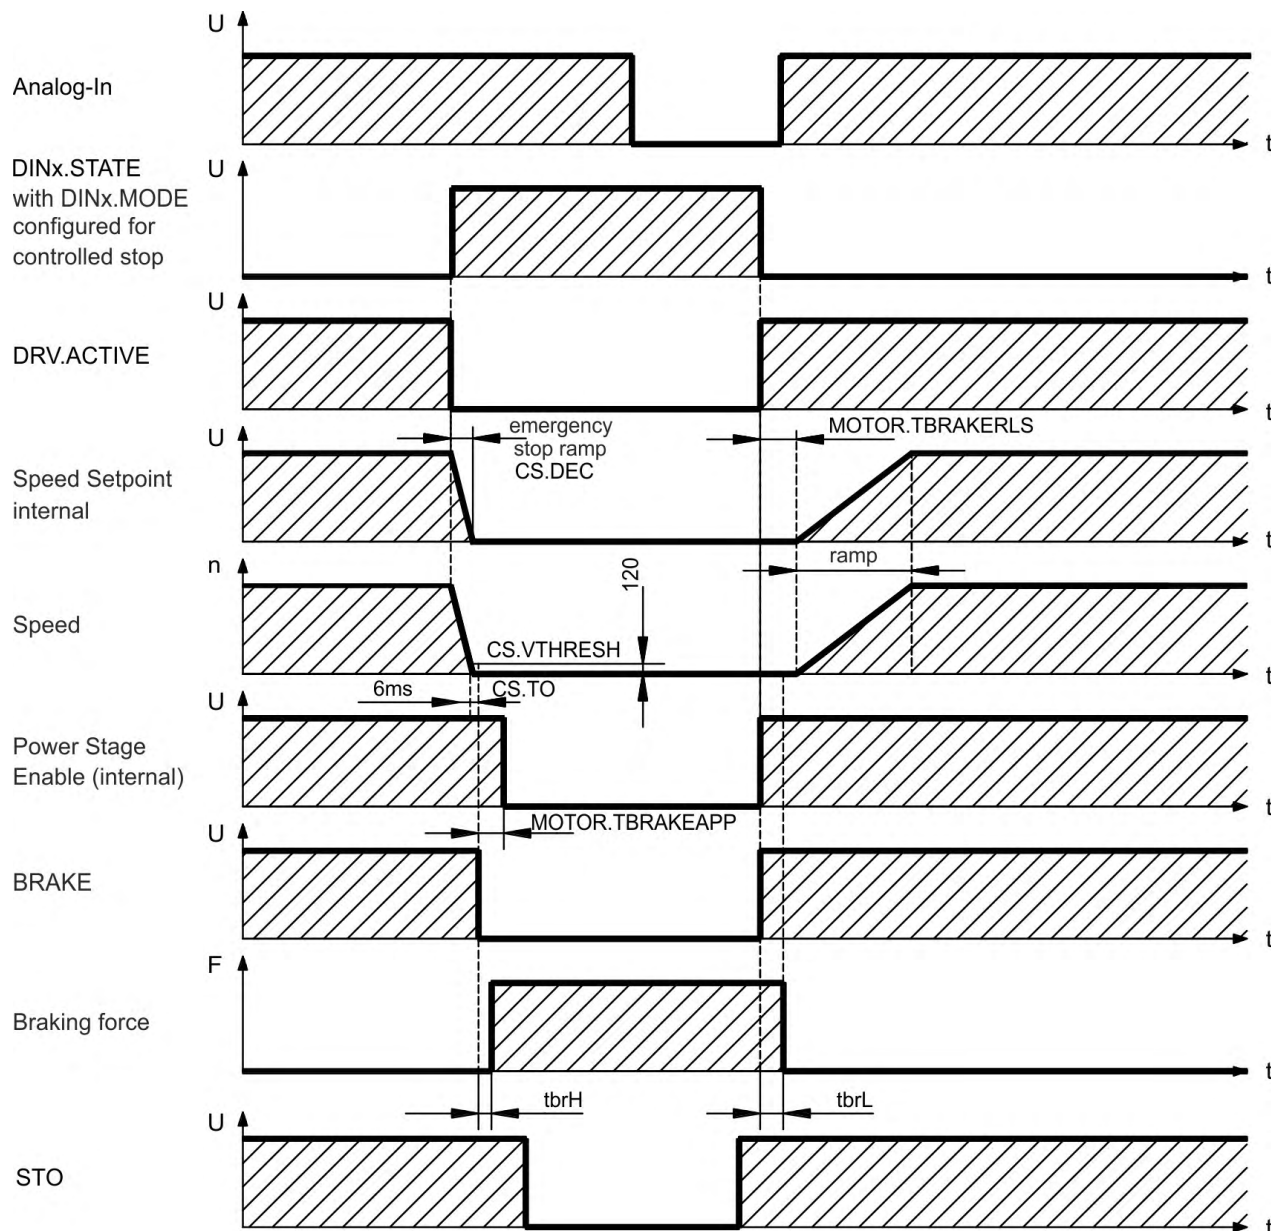 U
Analog-In
t
DINx.STATE
with DINx.MODE
configured for
controlled stop
U
t
U
DRV.ACTIVE
t
emergency
stop ramp
CS.DEC
MOTOR.TBRAKERLS
U
Speed Setpoint
internal
t
ramp
n
120
Speed
CS.VTHRESH
t
6ms
CS.TO
U
Power Stage
Enable (internal)
t
MOTOR.TBRAKEAPP
U
BRAKE
t
F
Braking force
t
tbrH
tbrL
U
STO
t